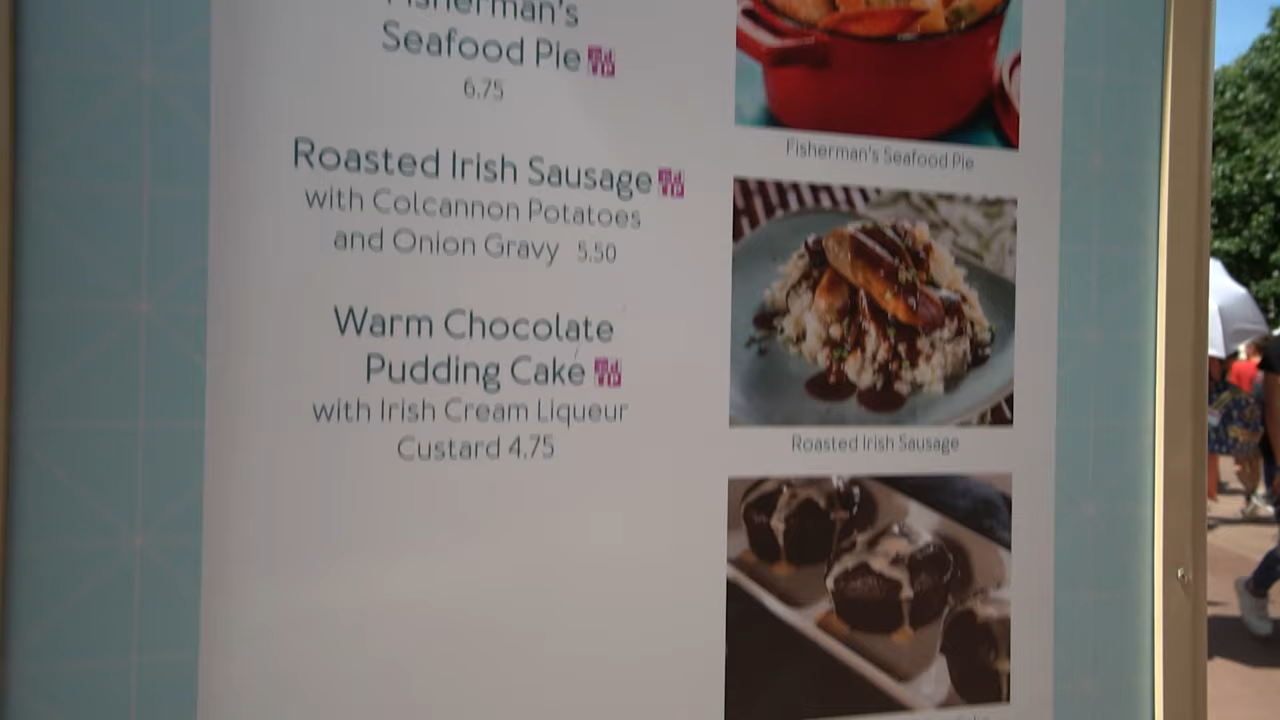 Fisherman's
Seafood Pie
6.75
Roasted Irish Sausage
with Colcannon Potatoes
and Onion Gravy 5.50
Warm Chocolate
Pudding Cake
with Irish Cream Liqueur
Custard 4.75
Fisherman's Seafood Pie
Roasted Irish Sausage